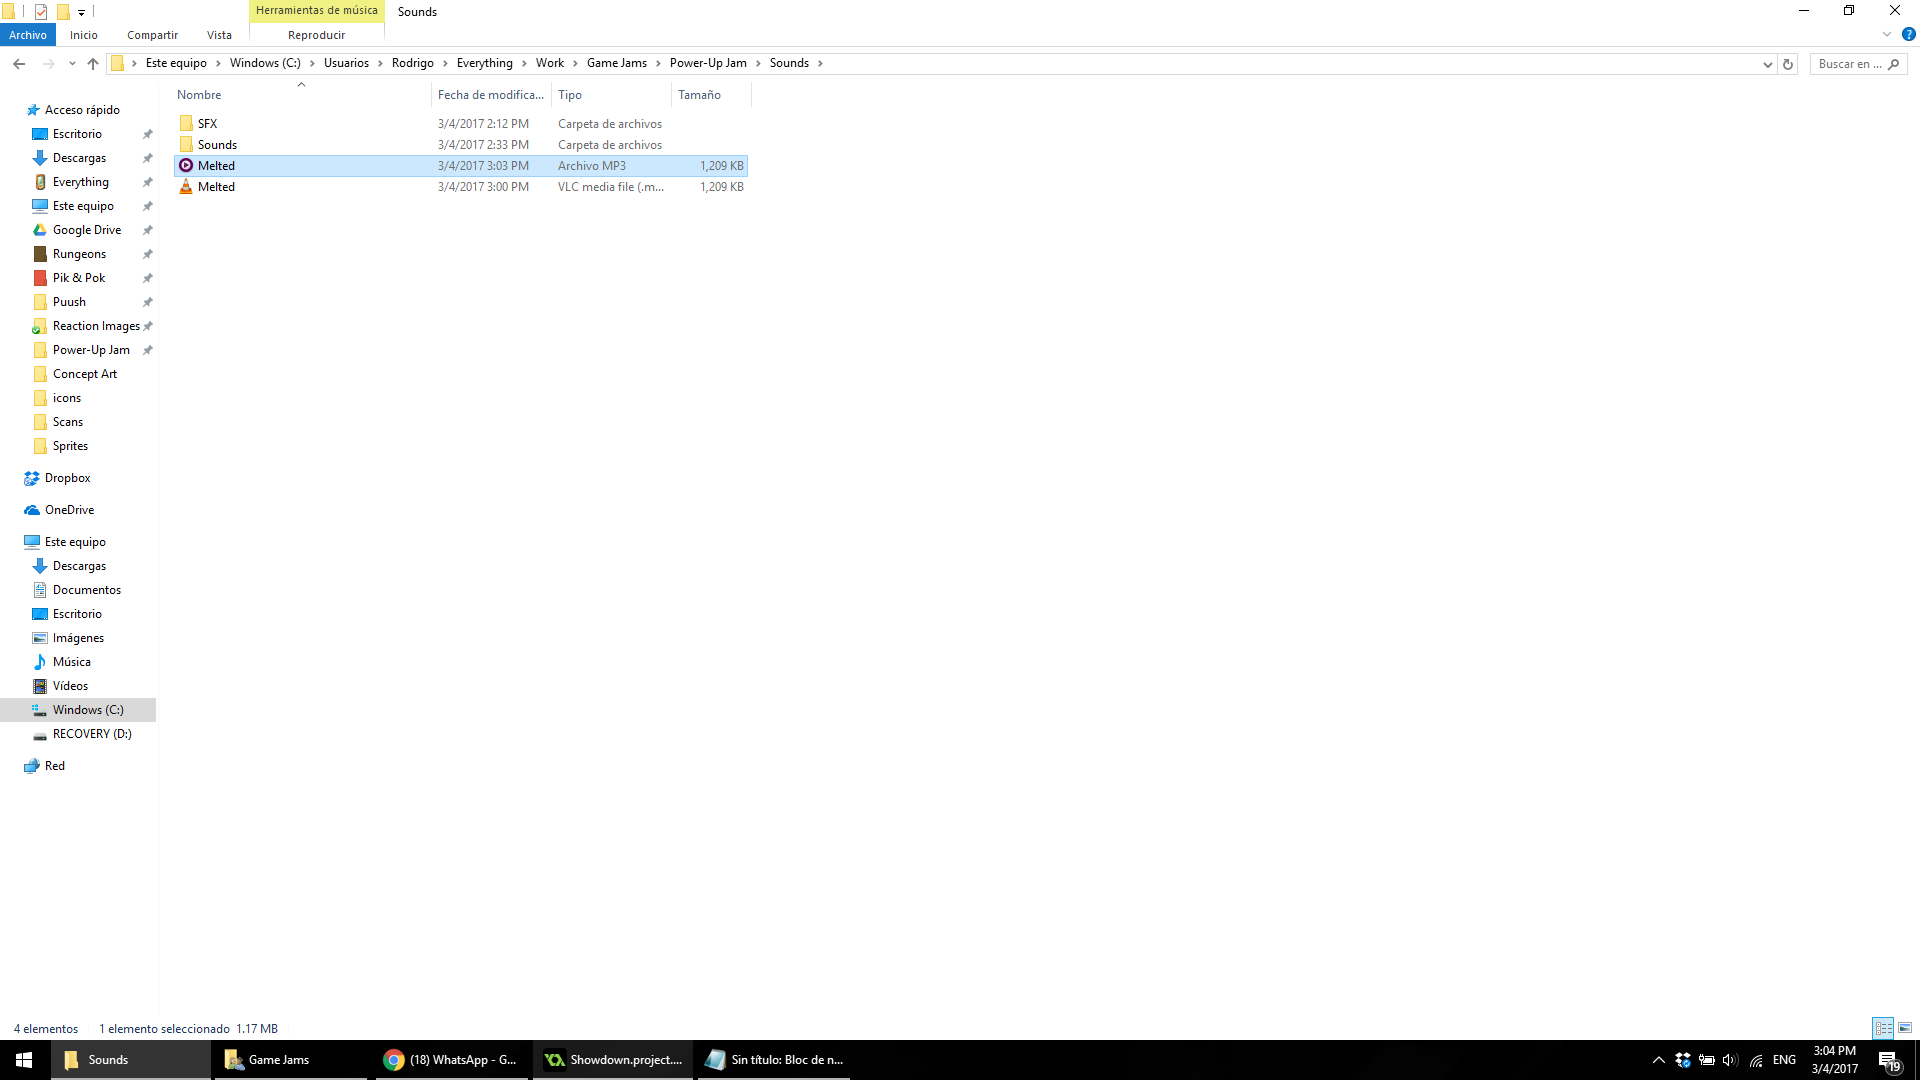 Herramientas de música
Sounds
Archivo
Inicio
Compartir
Vista
Reproducir
Este equipo
Windows (C:)
Usuarios
Rodrigo
Everything
Work
Game Jams
Power-Up Jam
Sounds
Buscar en ...
Nombre
Fecha de modifica...
Tipo
Tamaño
SFX 3/4/2017 2:12 PM Carpeta de archivos
Sounds 3/4/2017 2:33 PM Carpeta de archivos
Melted 3/4/2017 3:03 PM Archivo MP3 1,209 KB
Melted 3/4/2017 3:00 PM VLC media file (.m... 1,209 KB
Acceso rápido
Escritorio
Descargas
Everything
Este equipo
Google Drive
Rungeons
Pik & Pok
Puush
Reaction Images
Power-Up Jam
Concept Art
icons
Scans
Sprites
Dropbox
OneDrive
Este equipo
Descargas
Documentos
Escritorio
Imágenes
Música
Vídeos
Windows (C:)
RECOVERY (D:)
Red
4 elementos
1 elemento seleccionado 1.17 MB
Sounds
Game Jams
(18) WhatsApp - G...
Showdown.project....
Sin título: Bloc de n...
ENG
3:04 PM
3/4/2017
19